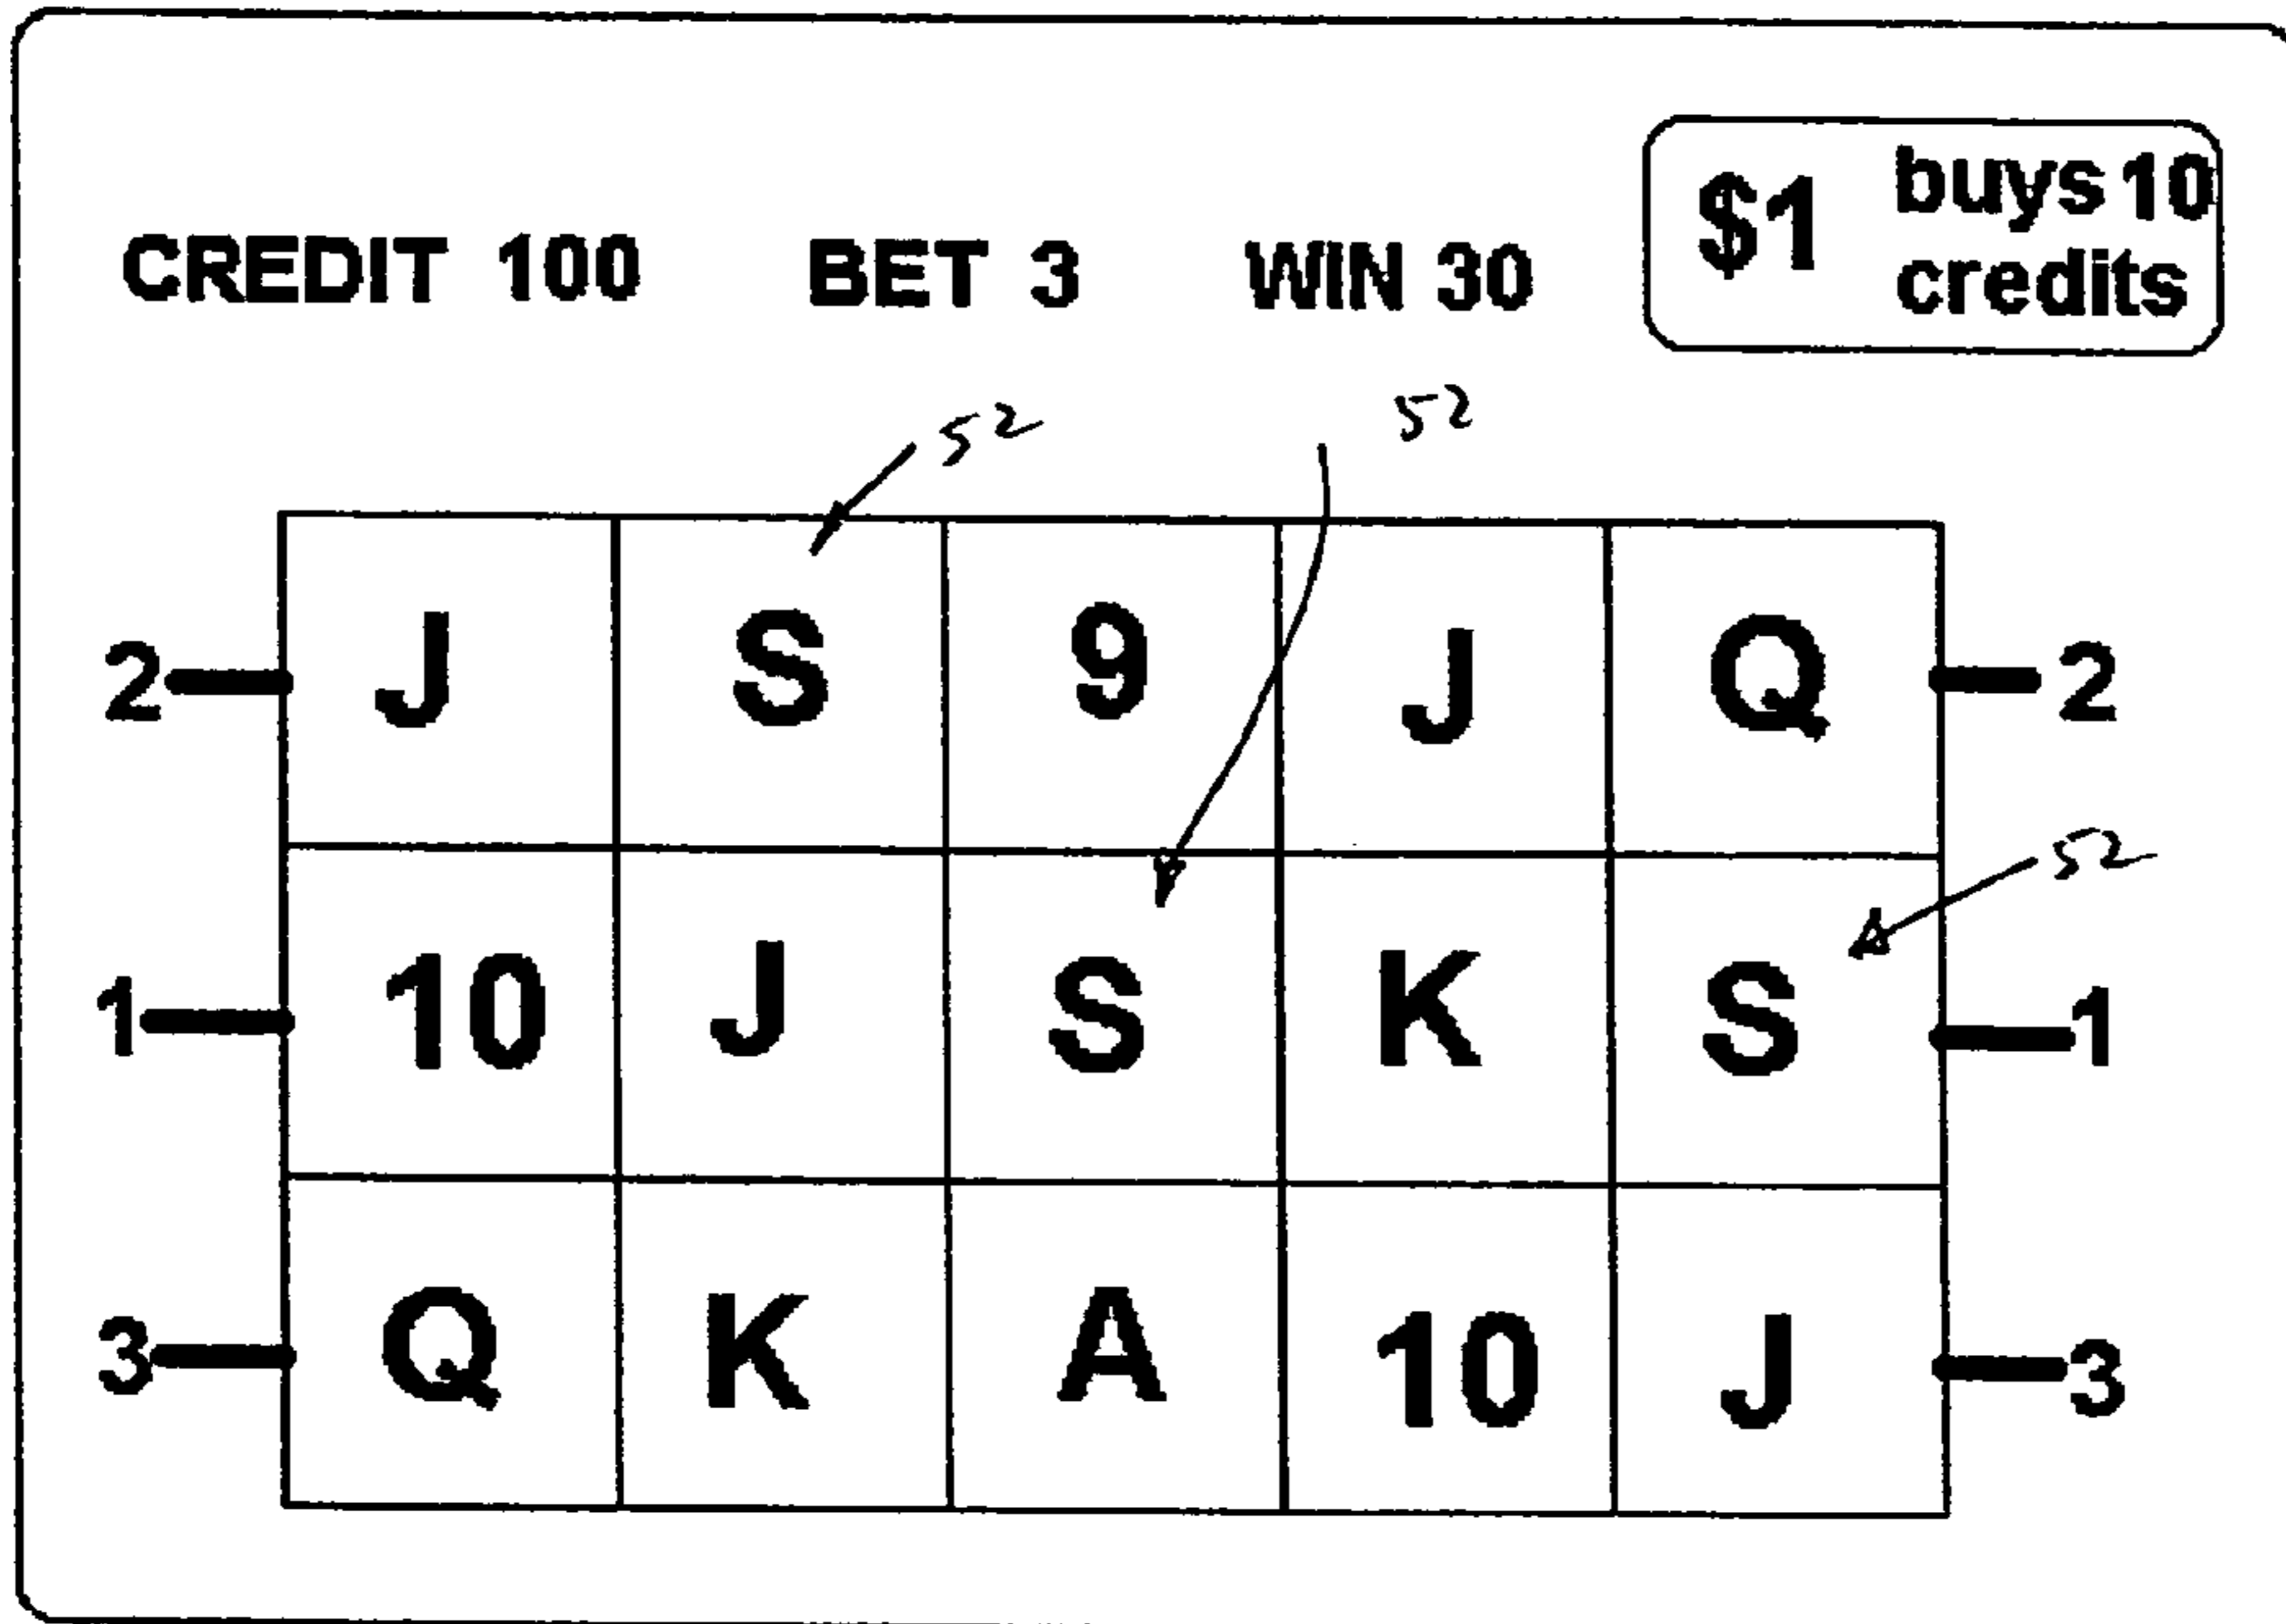 $1 buys 10
credits
CREDIT 100 BET 3 WIN 30
52 52
2 J S 9 J Q 2
52
1 10 J S K S 1
3 Q K A 10 J 3